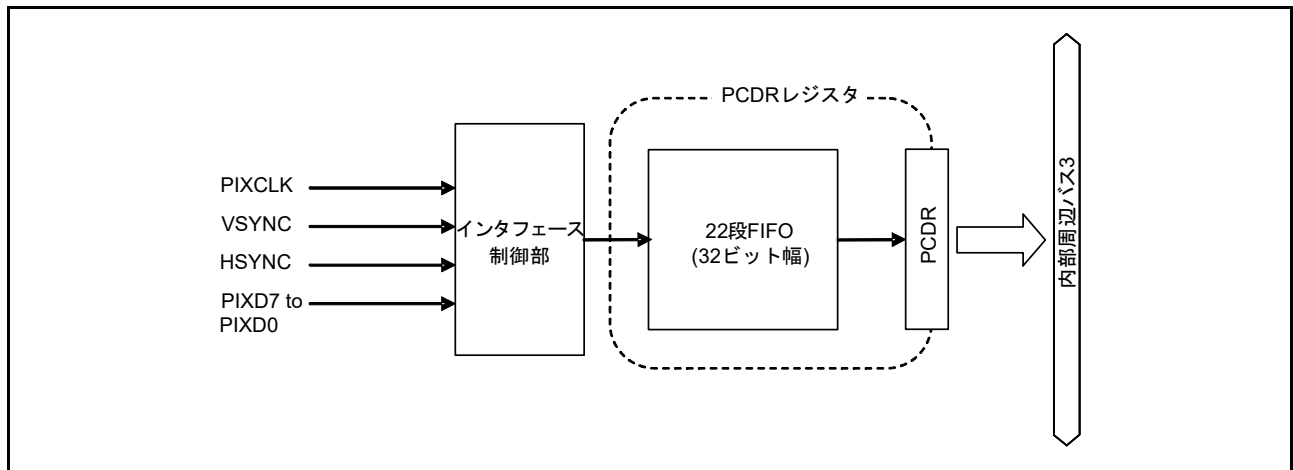 PCDRレジスタ
PIXCLK
VSYNC
HSYNC
PIXD7 to
PIXD0
インタフェース
制御部
22段FIFO
(32ビット幅)
PCDR
内部周辺バス3